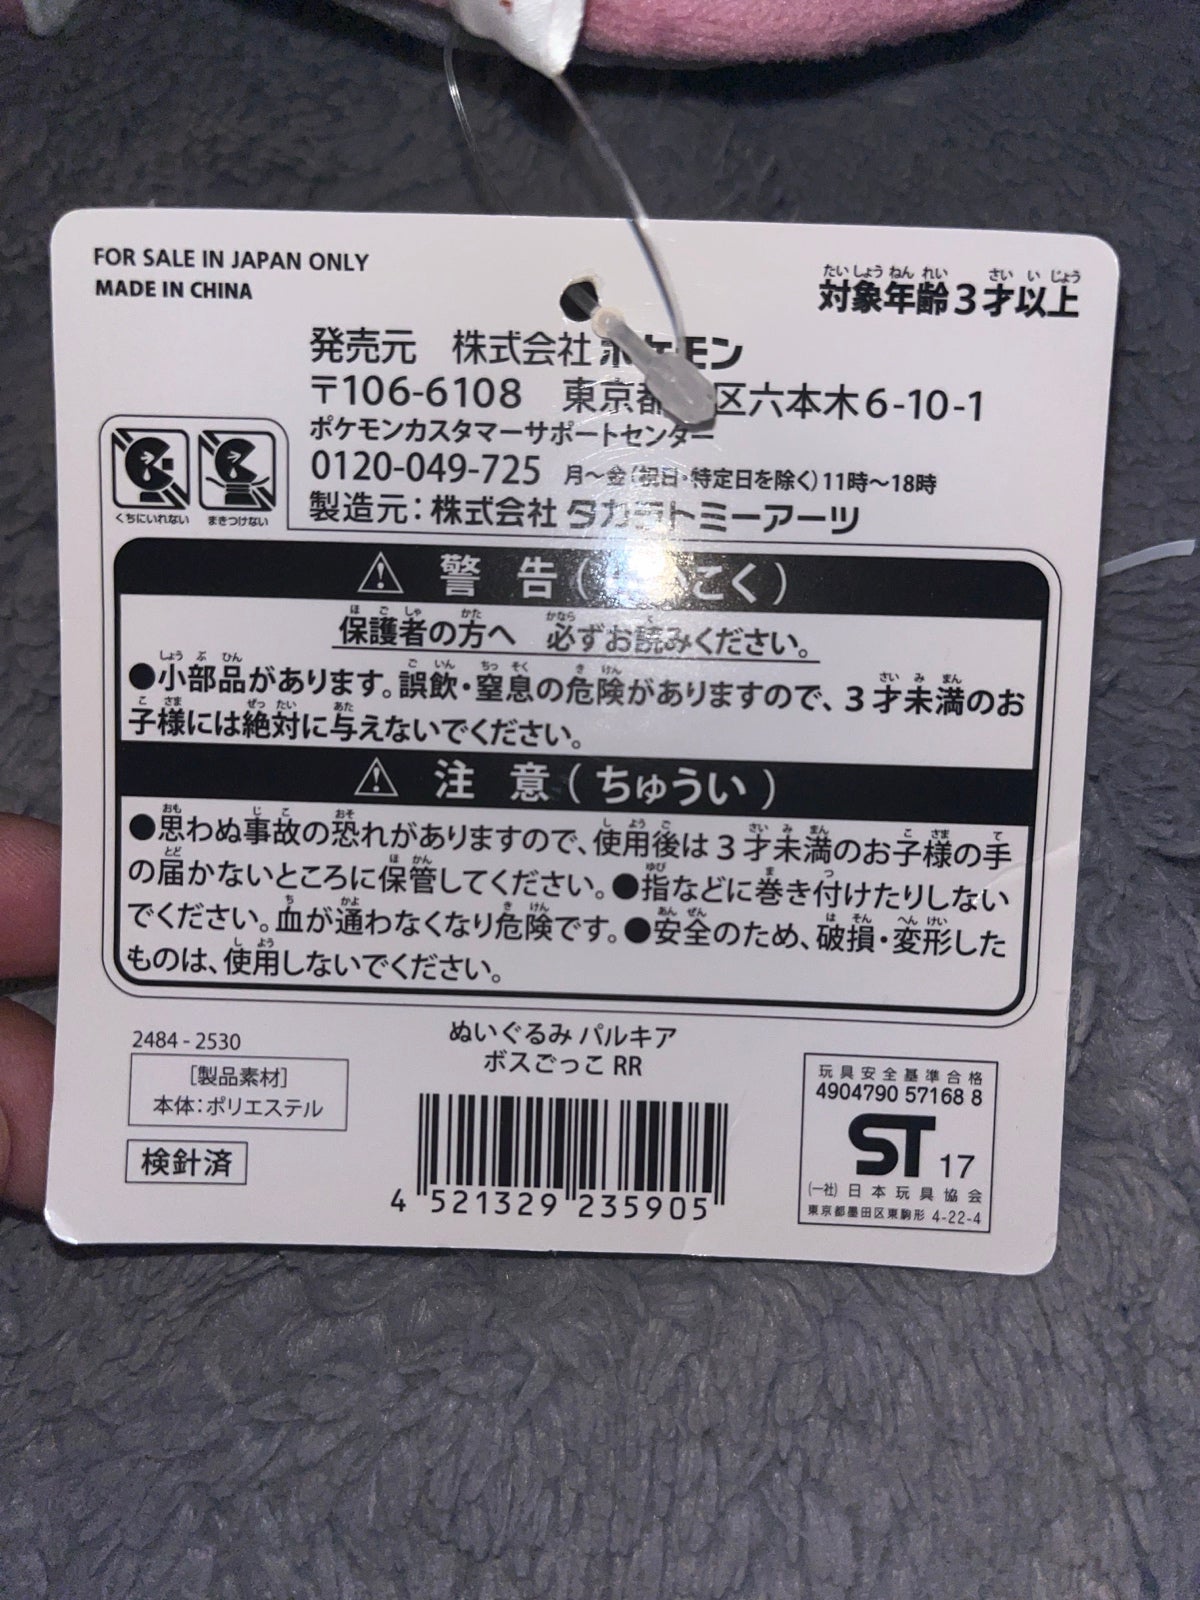 FOR SALE IN JAPAN ONLY
MADE IN CHINA
たいしょうねんれい さいいじょう
対象年齢3才以上
発売元 株式会社ポケモン
〒106-6108 東京都 区六本木6-10-1
ポケモンカスタマーサポートセンター
0120-049-725 月～金(祝日・特定日を除く)11時～18時
製造元:株式会社タカラトミーアーツ
くちにいれない まきつけない
⚠ 警告( こく)
ほごしゃ かた かなら よ
保護者の方へ 必ずお読みください。
しょうぶひん ごいん ちっそく きけん さいみまん
●小部品があります。誤飲・窒息の危険がありますので、3才未満のお
こさま ぜったい あた
子様には絶対に与えないでください。
⚠ 注意(ちゅうい)
おも じこ おそ しようご さいみまん こさま て
●思わぬ事故の恐れがありますので、使用後は3才未満のお子様の手
とど ほかん ゆび ま つ
の届かないところに保管してください。●指などに巻き付けたりしない
ち かよ きけん あんぜん はそん へんけい
でください。血が通わなくなり危険です。●安全のため、破損・変形した
しよう
ものは、使用しないでください。
2484-2530
[製品素材]
本体:ポリエステル
検針済
ぬいぐるみ パルキア
ボスごっこ RR
4 521329 235905
玩具安全基準合格
4904790 57168 8
ST 17
(一社)日本玩具協会
東京都墨田区東駒形 4-22-4